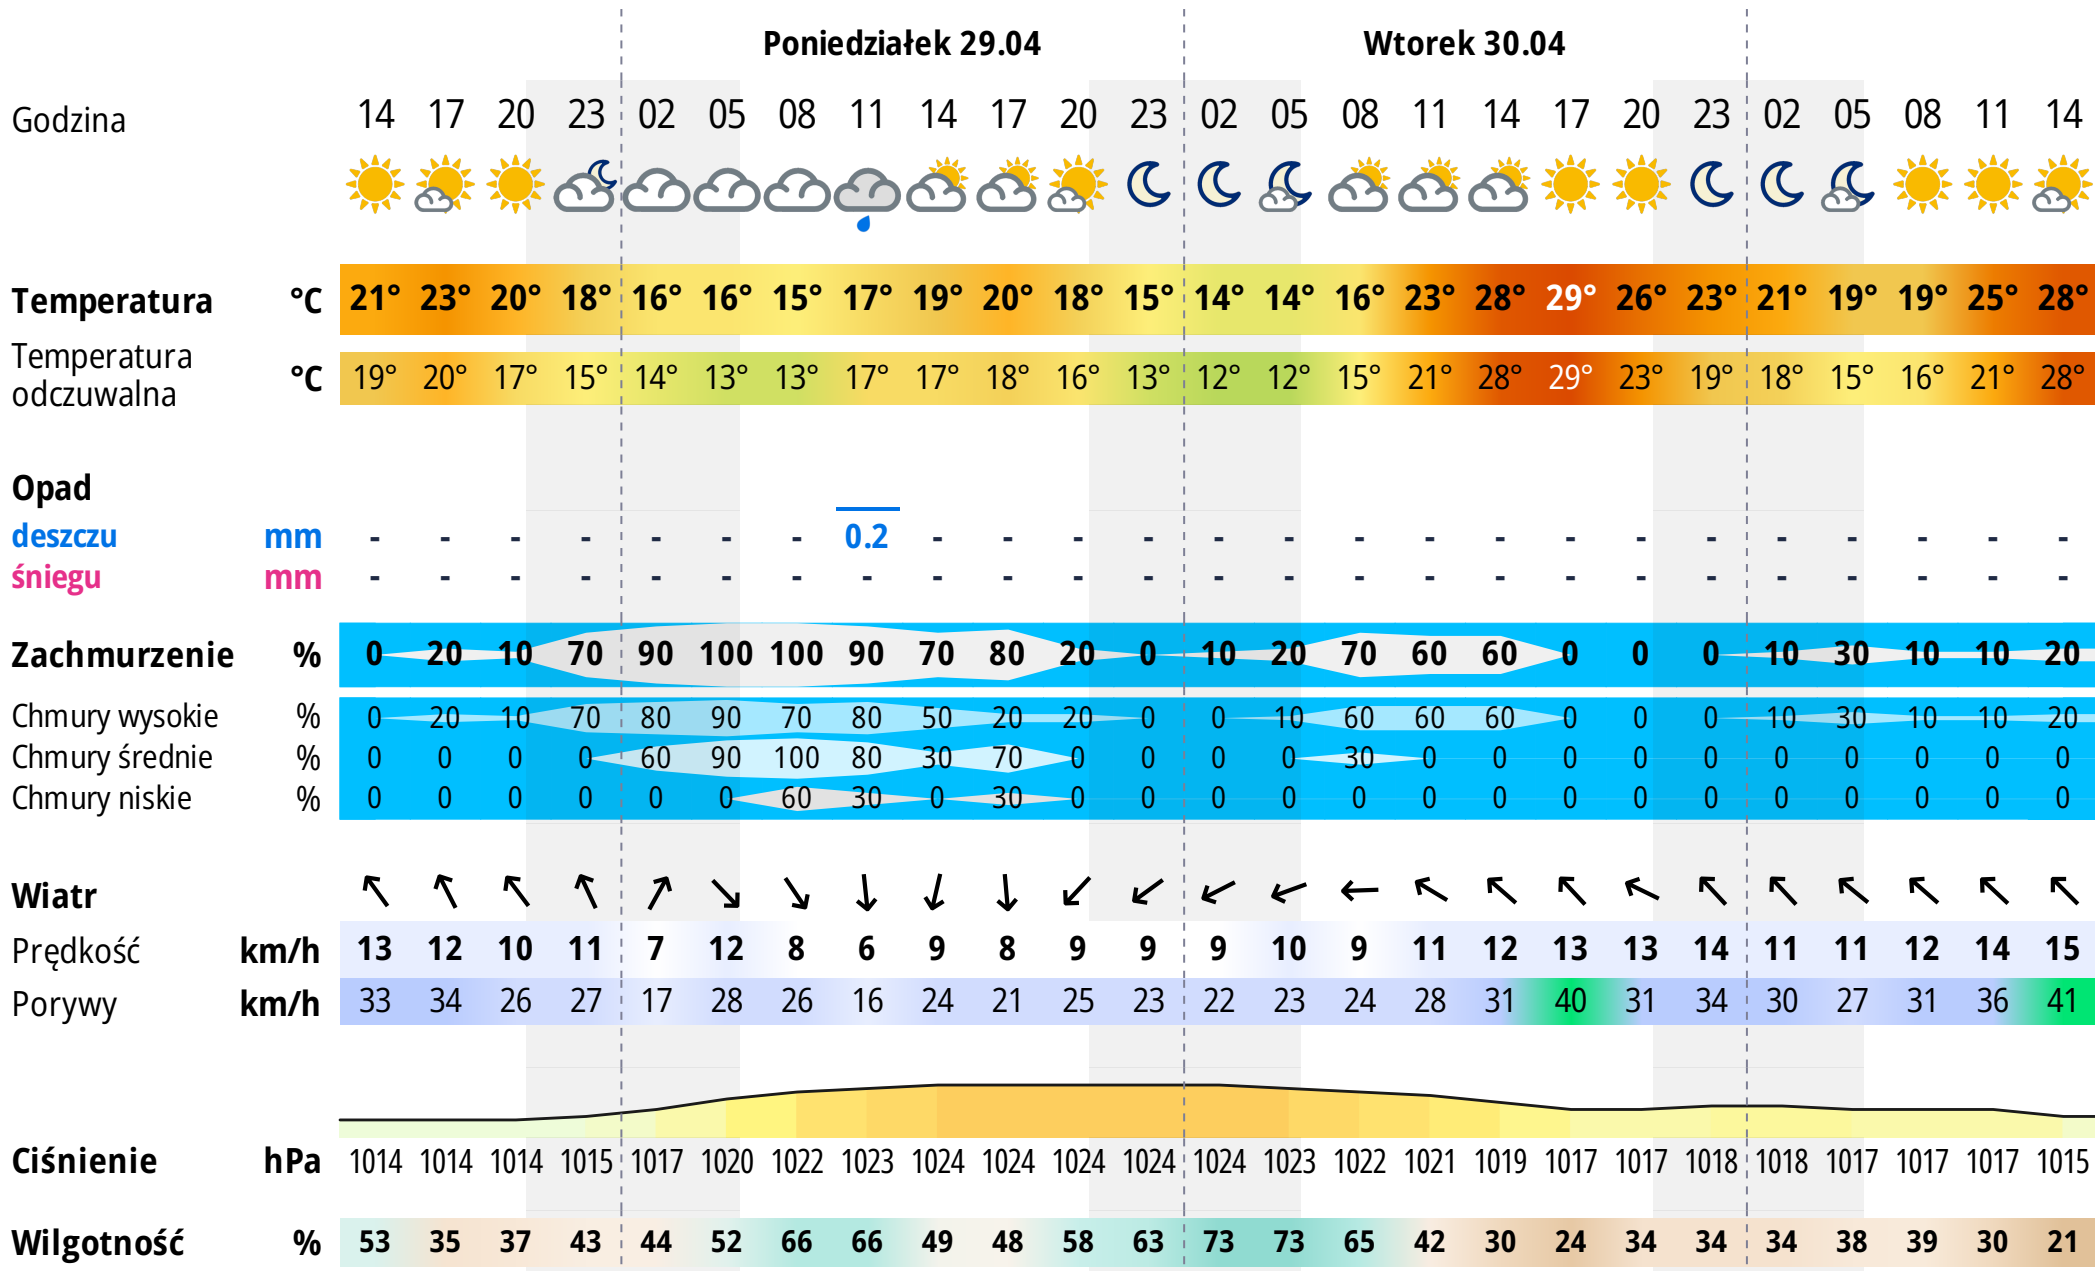 Poniedziałek 29.04 Wtorek 30.04
Godzina 14 17 20 23 02 05 08 11 14 17 20 23 02 05 08 11 14 17 20 23 02 05 08 11 14
Temperatura °C 21° 23° 20° 18° 16° 16° 15° 17° 19° 20° 18° 15° 14° 14° 16° 23° 28° 29° 26° 23° 21° 19° 19° 25° 28°
Temperatura
odczuwalna °C 19° 20° 17° 15° 14° 13° 13° 17° 17° 18° 16° 13° 12° 12° 15° 21° 28° 29° 23° 19° 18° 15° 16° 21° 28°
Opad
deszczu mm - - - - - - - 0.2 - - - - - - - - - - - - - - - - -
śniegu mm - - - - - - - - - - - - - - - - - - - - - - - - -
Zachmurzenie % 0 20 10 70 90 100 100 90 70 80 20 0 10 20 70 60 60 0 0 0 10 30 10 10 20
Chmury wysokie % 0 20 10 70 80 90 70 80 50 20 20 0 0 10 60 60 60 0 0 0 10 30 10 10 20
Chmury średnie % 0 0 0 0 60 90 100 80 30 70 0 0 0 0 30 0 0 0 0 0 0 0 0 0 0
Chmury niskie % 0 0 0 0 0 0 60 30 0 30 0 0 0 0 0 0 0 0 0 0 0 0 0 0 0
Wiatr
Prędkość km/h 13 12 10 11 7 12 8 6 9 8 9 9 9 10 9 11 12 13 13 14 11 11 12 14 15
Porywy km/h 33 34 26 27 17 28 26 16 24 21 25 23 22 23 24 28 31 40 31 34 30 27 31 36 41
Ciśnienie hPa 1014 1014 1014 1015 1017 1020 1022 1023 1024 1024 1024 1024 1024 1023 1022 1021 1019 1017 1017 1018 1018 1017 1017 1017 1015
Wilgotność % 53 35 37 43 44 52 66 66 49 48 58 63 73 73 65 42 30 24 34 34 34 38 39 30 21